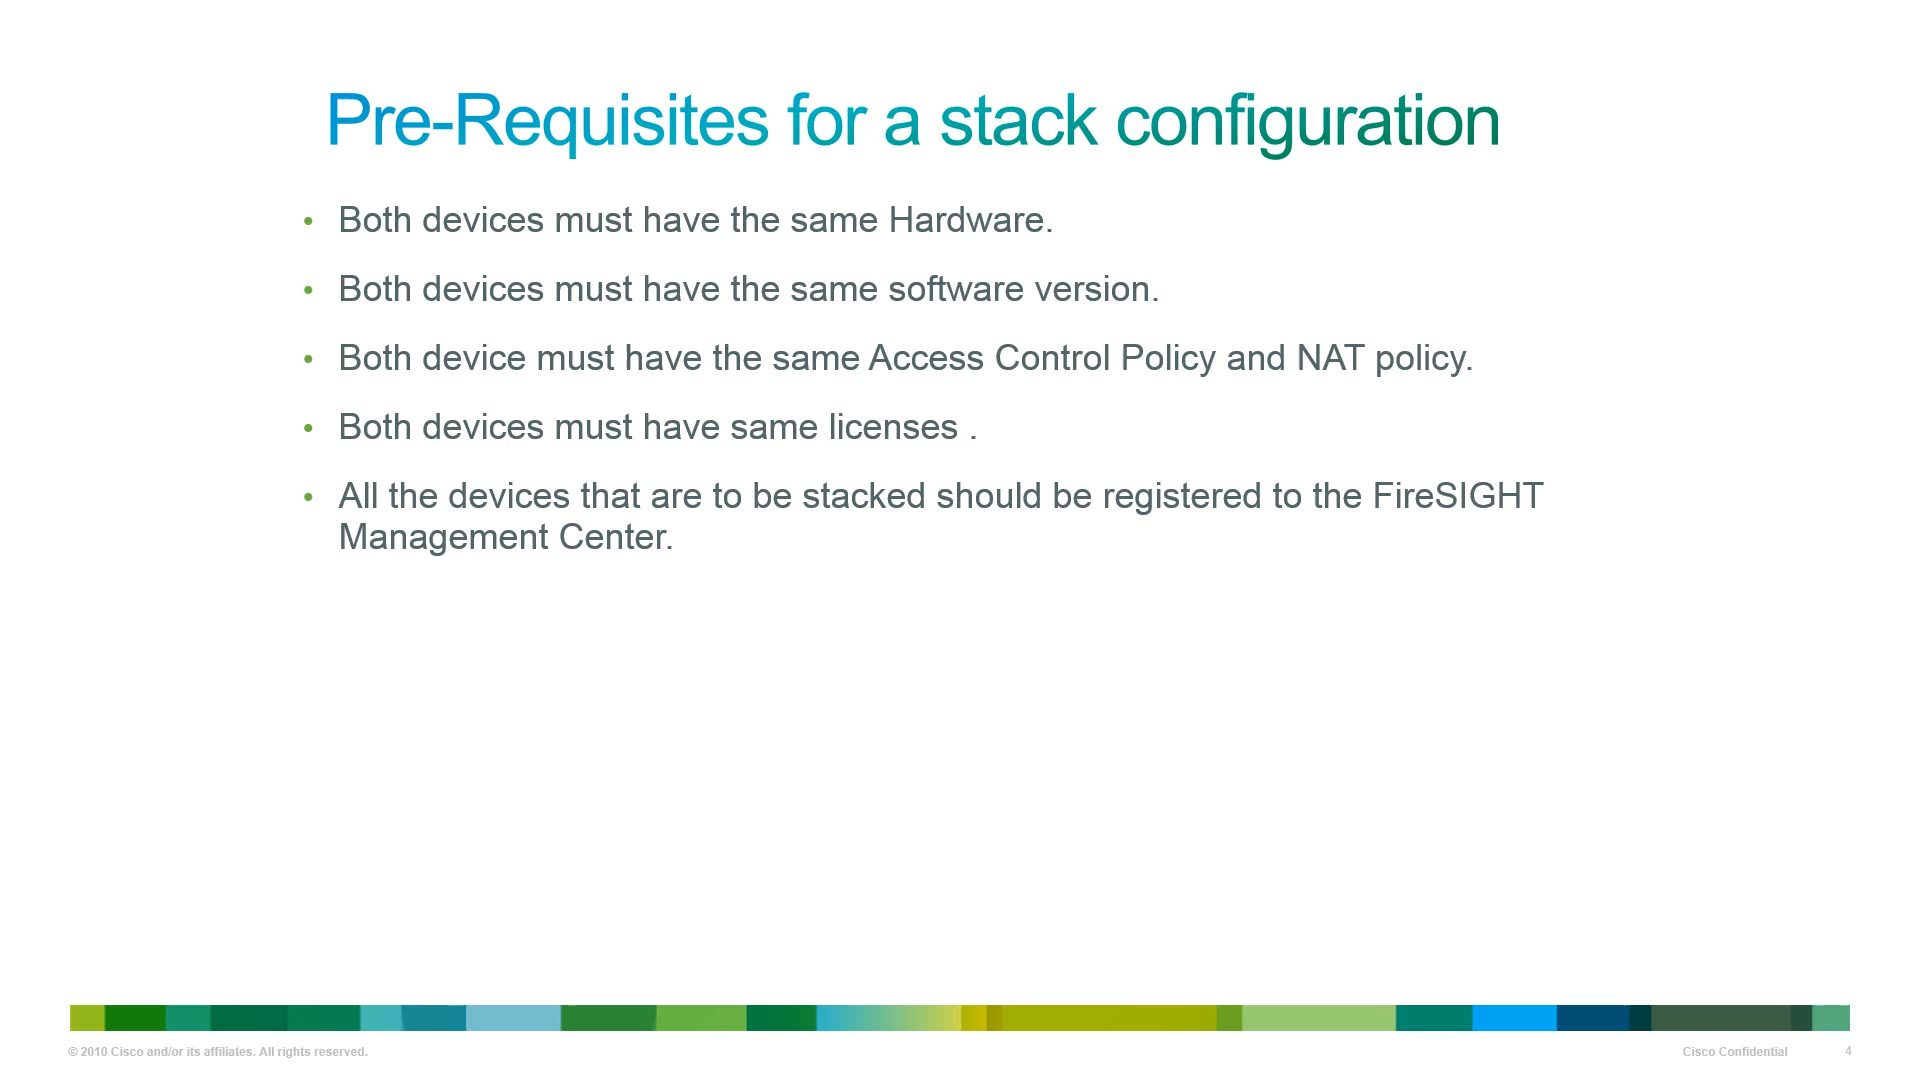 Pre-Requisites for a stack configuration
• Both devices must have the same Hardware.
• Both devices must have the same software version.
• Both device must have the same Access Control Policy and NAT policy.
• Both devices must have same licenses .
• All the devices that are to be stacked should be registered to the FireSIGHT
Management Center.
© 2010 Cisco and/or its affiliates. All rights reserved.
Cisco Confidential
4